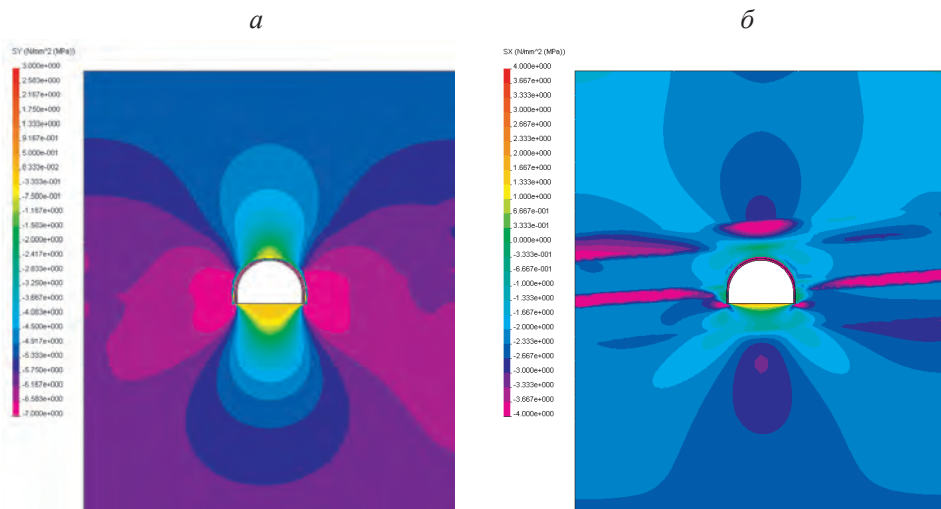 а
SY (N/mm^2 (MPa))
3.000e+000
2.583e+000
2.167e+000
1.750e+000
1.333e+000
9.167e-001
5.000e-001
8.333e-002
-3.333e-001
-7.500e-001
-1.167e+000
-1.583e+000
-2.000e+000
-2.417e+000
-2.833e+000
-3.250e+000
-3.667e+000
-4.083e+000
-4.500e+000
-4.917e+000
-5.333e+000
-5.750e+000
-6.167e+000
-6.583e+000
-7.000e+000
б
SX (N/mm^2 (MPa))
4.000e+000
3.667e+000
3.333e+000
3.000e+000
2.667e+000
2.333e+000
2.000e+000
1.667e+000
1.333e+000
1.000e+000
6.667e-001
3.333e-001
0.000e+000
-3.333e-001
-6.667e-001
-1.000e+000
-1.333e+000
-1.667e+000
-2.000e+000
-2.333e+000
-2.667e+000
-3.000e+000
-3.333e+000
-3.667e+000
-4.000e+000